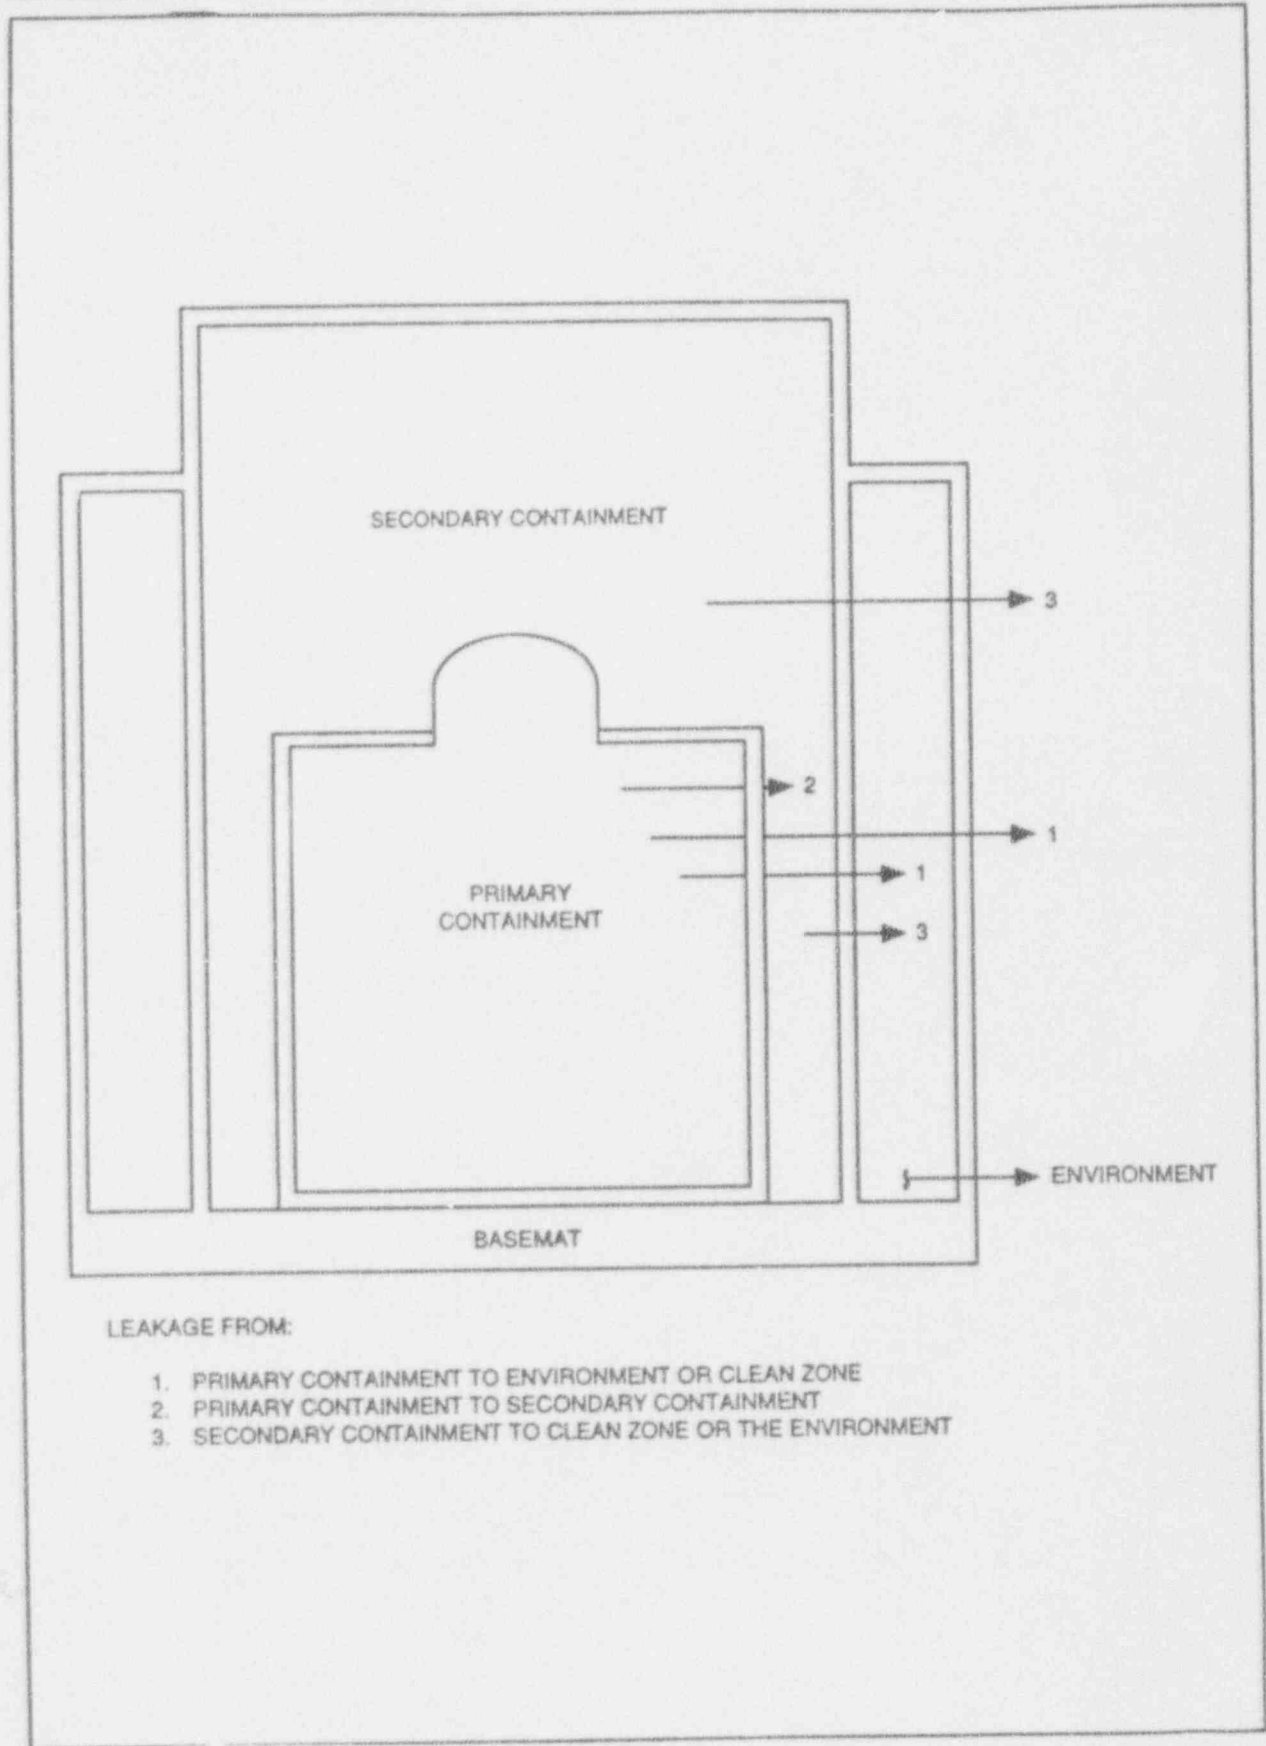 SECONDARY CONTAINMENT
3
2
1
PRIMARY
CONTAINMENT
1
3
ENVIRONMENT
BASEMAT
LEAKAGE FROM:
1. PRIMARY CONTAINMENT TO ENVIRONMENT OR CLEAN ZONE
2. PRIMARY CONTAINMENT TO SECONDARY CONTAINMENT
3. SECONDARY CONTAINMENT TO CLEAN ZONE OR THE ENVIRONMENT